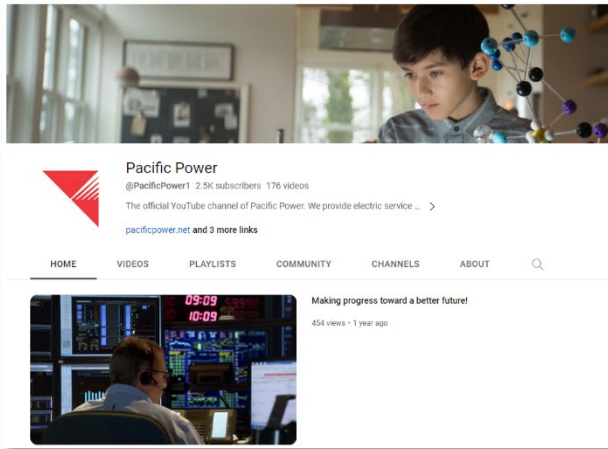 Pacific Power
@PacificPower1 2.5K subscribers 176 videos
The official YouTube channel of Pacific Power. We provide electric service ...
pacificpower.net and 3 more links
HOME VIDEOS PLAYLISTS COMMUNITY CHANNELS ABOUT
Making progress toward a better future!
454 views • 1 year ago
09:09
10:09